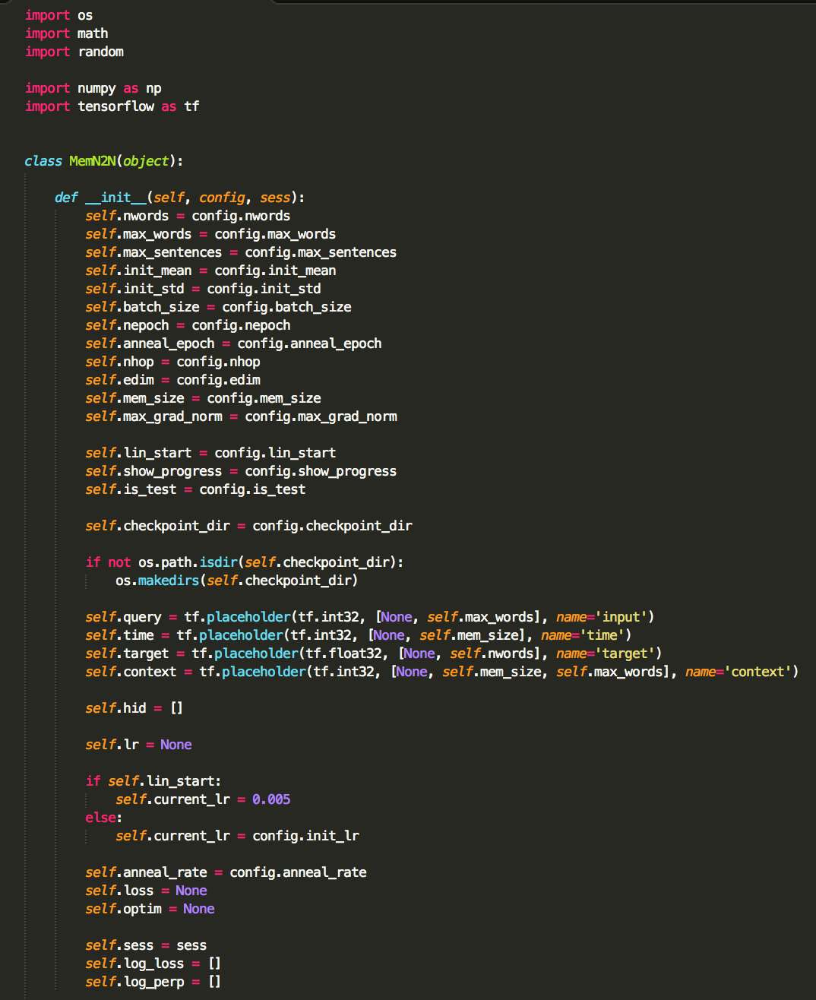 import os
import math
import random

import numpy as np
import tensorflow as tf


class MemN2N(object):

    def __init__(self, config, sess):
        self.nwords = config.nwords
        self.max_words = config.max_words
        self.max_sentences = config.max_sentences
        self.init_mean = config.init_mean
        self.init_std = config.init_std
        self.batch_size = config.batch_size
        self.nepoch = config.nepoch
        self.anneal_epoch = config.anneal_epoch
        self.nhop = config.nhop
        self.edim = config.edim
        self.mem_size = config.mem_size
        self.max_grad_norm = config.max_grad_norm

        self.lin_start = config.lin_start
        self.show_progress = config.show_progress
        self.is_test = config.is_test

        self.checkpoint_dir = config.checkpoint_dir

        if not os.path.isdir(self.checkpoint_dir):
            os.makedirs(self.checkpoint_dir)

        self.query = tf.placeholder(tf.int32, [None, self.max_words], name='input')
        self.time = tf.placeholder(tf.int32, [None, self.mem_size], name='time')
        self.target = tf.placeholder(tf.float32, [None, self.nwords], name='target')
        self.context = tf.placeholder(tf.int32, [None, self.mem_size, self.max_words], name='context')

        self.hid = []

        self.lr = None

        if self.lin_start:
            self.current_lr = 0.005
        else:
            self.current_lr = config.init_lr

        self.anneal_rate = config.anneal_rate
        self.loss = None
        self.optim = None

        self.sess = sess
        self.log_loss = []
        self.log_perp = []